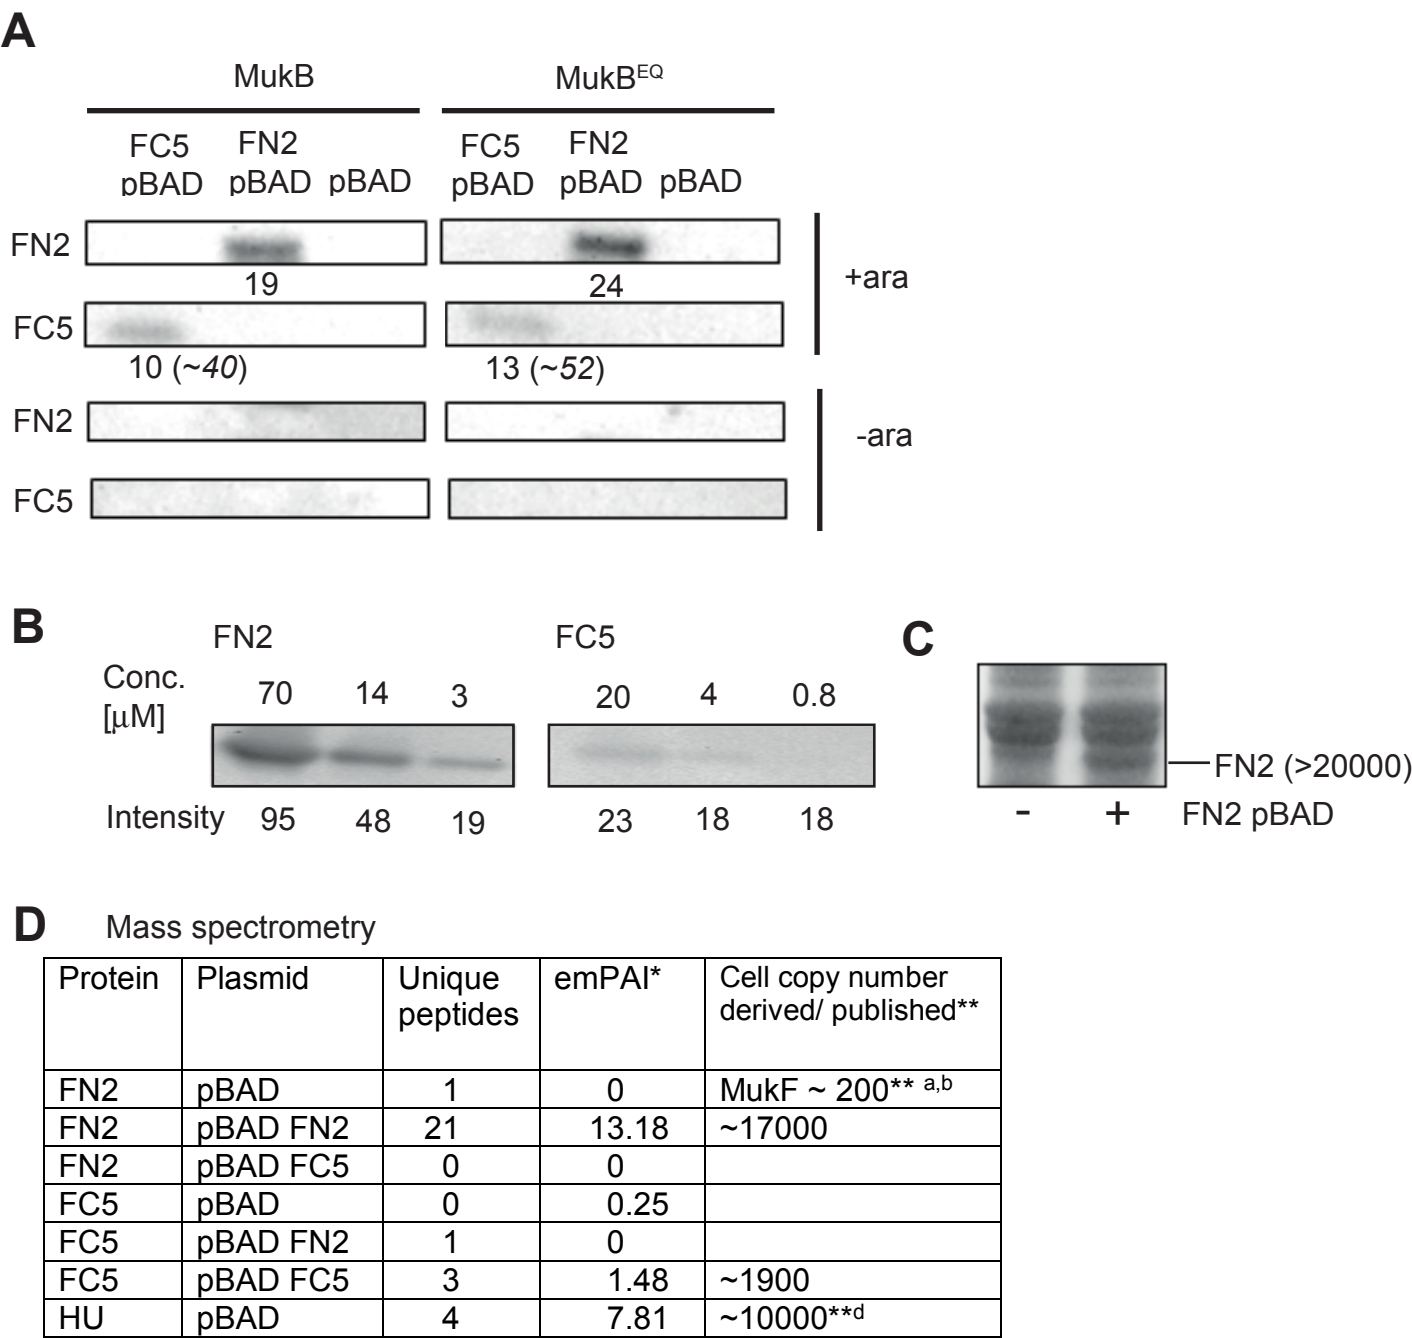 A
MukB MukB^EQ
FC5 FN2 FC5 FN2
pBAD pBAD pBAD pBAD pBAD pBAD
FN2
19 24
+ara
FC5
10 (~40) 13 (~52)
FN2
-ara
FC5
B
FN2 FC5
C
Conc. [µM] 70 14 3 20 4 0.8
FN2 (>20000)
Intensity 95 48 19 23 18 18
- + FN2 pBAD
D Mass spectrometry
Protein Plasmid Unique peptides emPAI* Cell copy number derived/ published**
FN2 pBAD 1 0 MukF ~ 200** a,b
FN2 pBAD FN2 21 13.18 ~17000
FN2 pBAD FC5 0 0
FC5 pBAD 0 0.25
FC5 pBAD FN2 1 0
FC5 pBAD FC5 3 1.48 ~1900
HU pBAD 4 7.81 ~10000**d